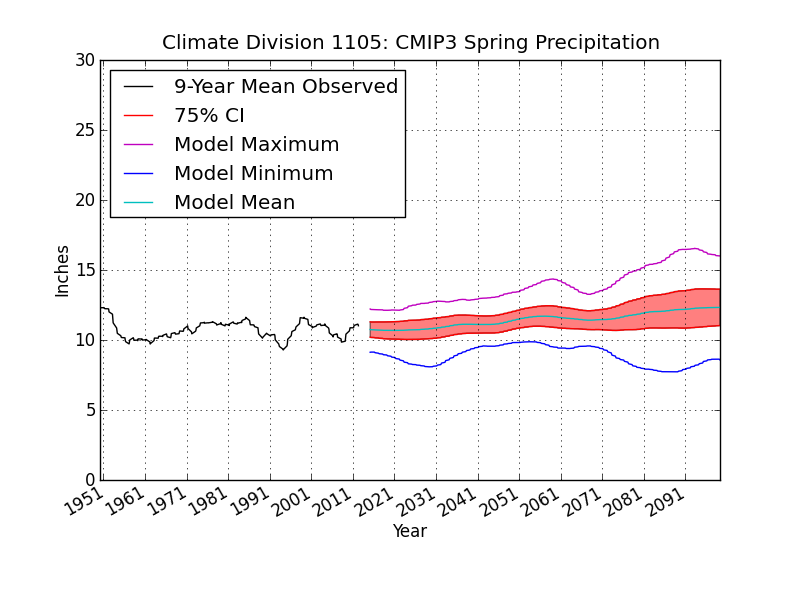 Climate Division 1105: CMIP3 Spring Precipitation
30
25
20
15
10
5
0
Inches
9-Year Mean Observed
75% CI
Model Maximum
Model Minimum
Model Mean
1951 1961 1971 1981 1991 2001 2011 2021 2031 2041 2051 2061 2071 2081 2091
Year